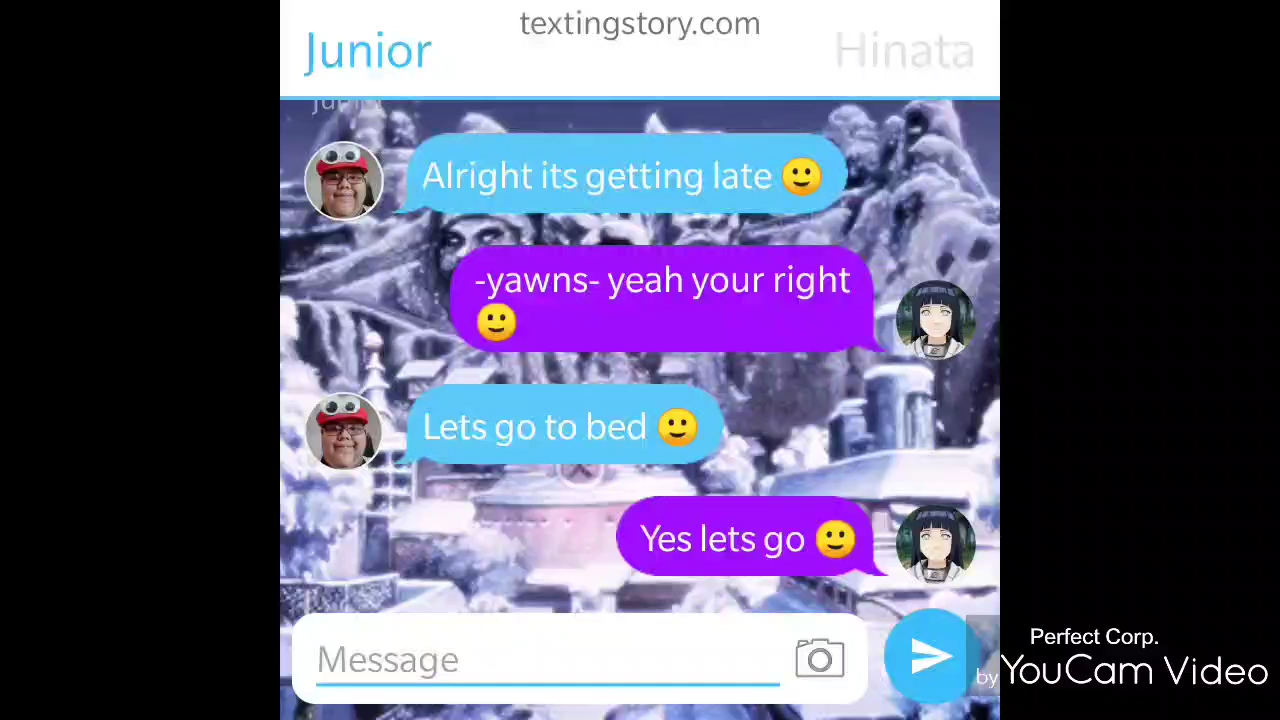 textingstory.com
Junior
Hinata
Junior
Alright its getting late 🙂
-yawns- yeah your right
🙂
Lets go to bed 🙂
Yes lets go 🙂
Message
Perfect Corp.
by YouCam Video